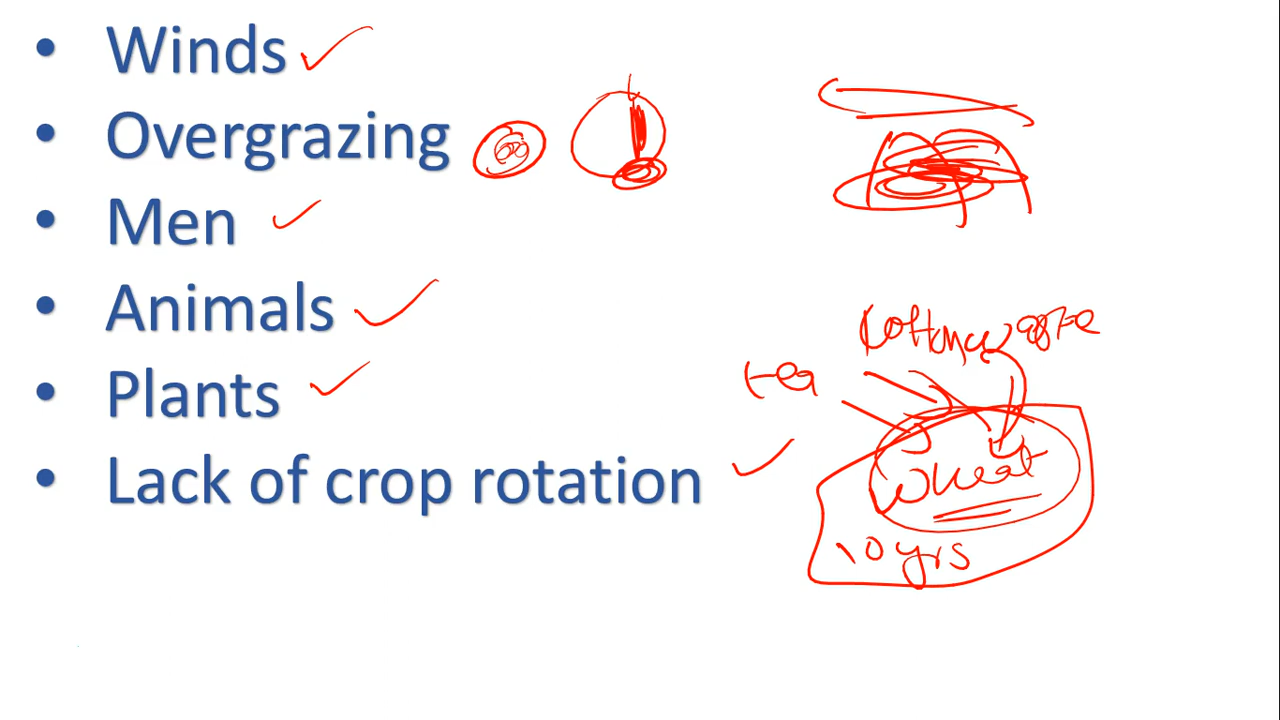 • Winds
• Overgrazing
• Men
• Animals
• Plants
• Lack of crop rotation
Tea
wheat
10 yrs